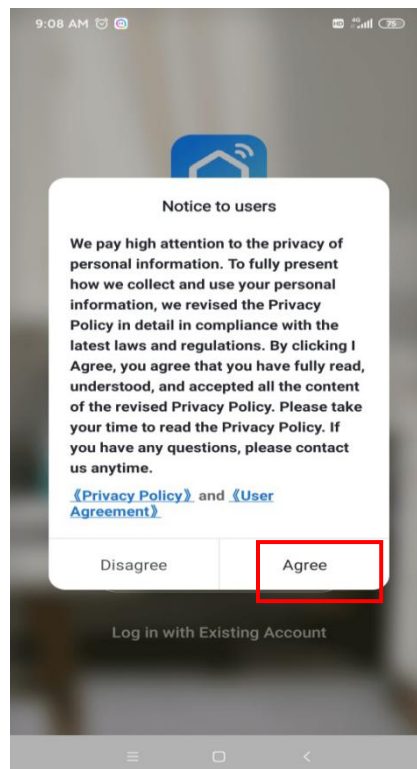 9:08 AM
HD 4G 75
Notice to users
We pay high attention to the privacy of
personal information. To fully present
how we collect and use your personal
information, we revised the Privacy
Policy in detail in compliance with the
latest laws and regulations. By clicking I
Agree, you agree that you have fully read,
understood, and accepted all the content
of the revised Privacy Policy. Please take
your time to read the Privacy Policy. If
you have any questions, please contact
us anytime.
《Privacy Policy》 and 《User
Agreement》
Disagree Agree
Log in with Existing Account